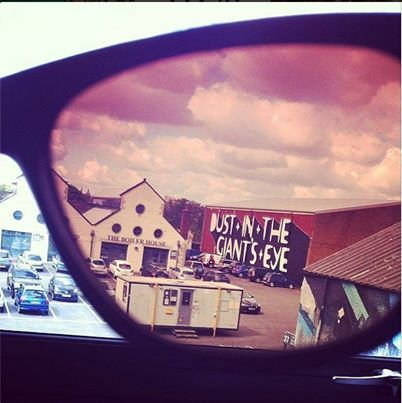 THE BOILER HOUSE
DUST + IN + THE
GIANT'S + EYE